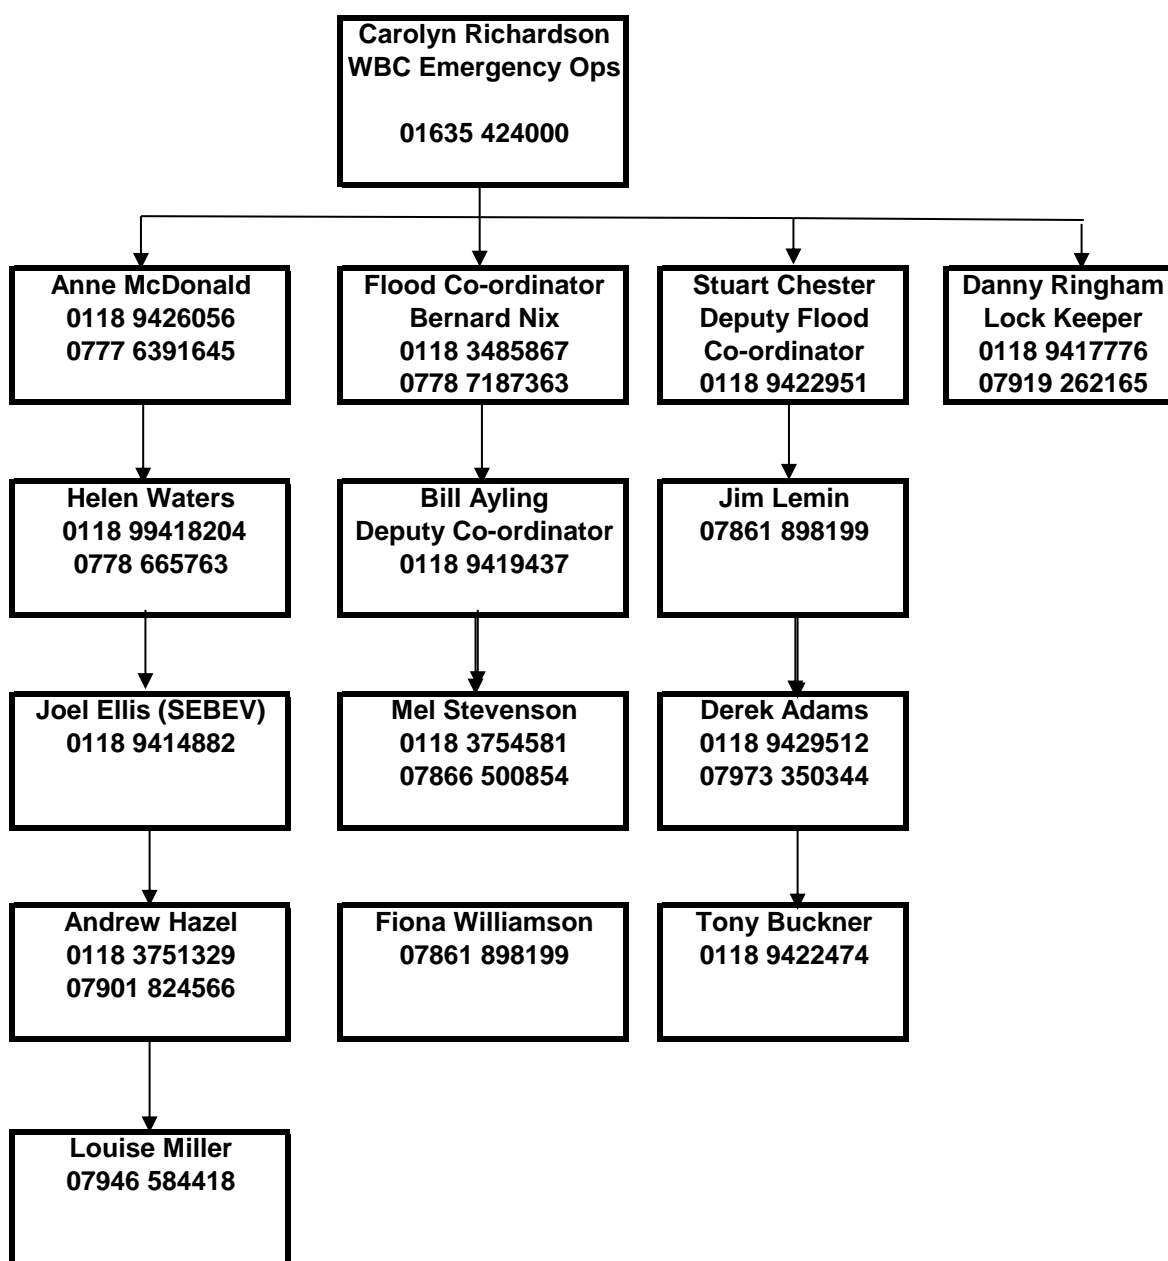 Carolyn Richardson
WBC Emergency Ops
01635 424000
Anne McDonald
0118 9426056
0777 6391645
Flood Co-ordinator
Bernard Nix
0118 3485867
0778 7187363
Stuart Chester
Deputy Flood
Co-ordinator
0118 9422951
Danny Ringham
Lock Keeper
0118 9417776
07919 262165
Helen Waters
0118 99418204
0778 665763
Bill Ayling
Deputy Co-ordinator
0118 9419437
Jim Lemin
07861 898199
Joel Ellis (SEBEV)
0118 9414882
Mel Stevenson
0118 3754581
07866 500854
Derek Adams
0118 9429512
07973 350344
Andrew Hazel
0118 3751329
07901 824566
Fiona Williamson
07861 898199
Tony Buckner
0118 9422474
Louise Miller
07946 584418